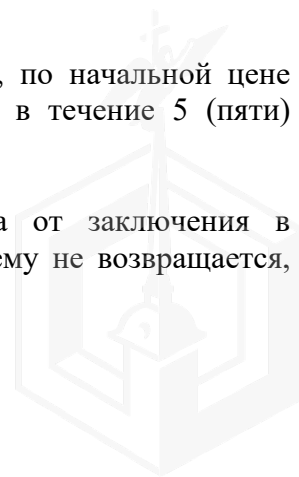 , по начальной цене
в течение 5 (пяти)
а от заключения в
ему не возвращается,